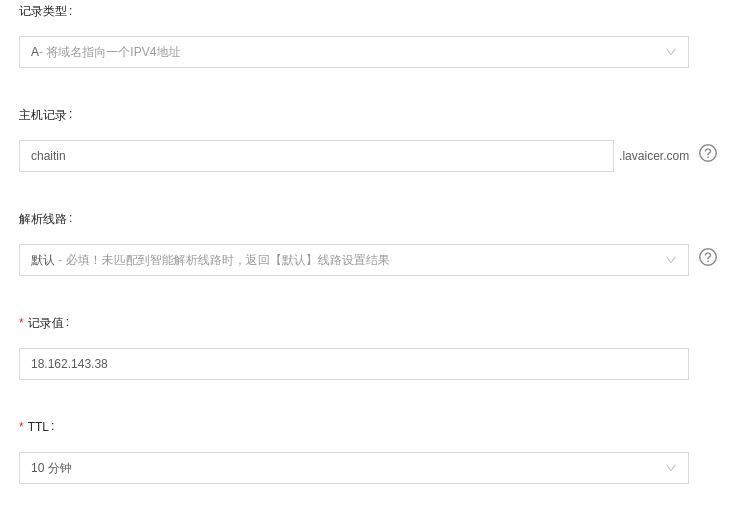 记录类型 :
A- 将域名指向一个IPV4地址
主机记录 :
chaitin .lavaicer.com
解析线路 :
默认 - 必填！未匹配到智能解析线路时，返回【默认】线路设置结果
* 记录值 :
18.162.143.38
* TTL :
10 分钟